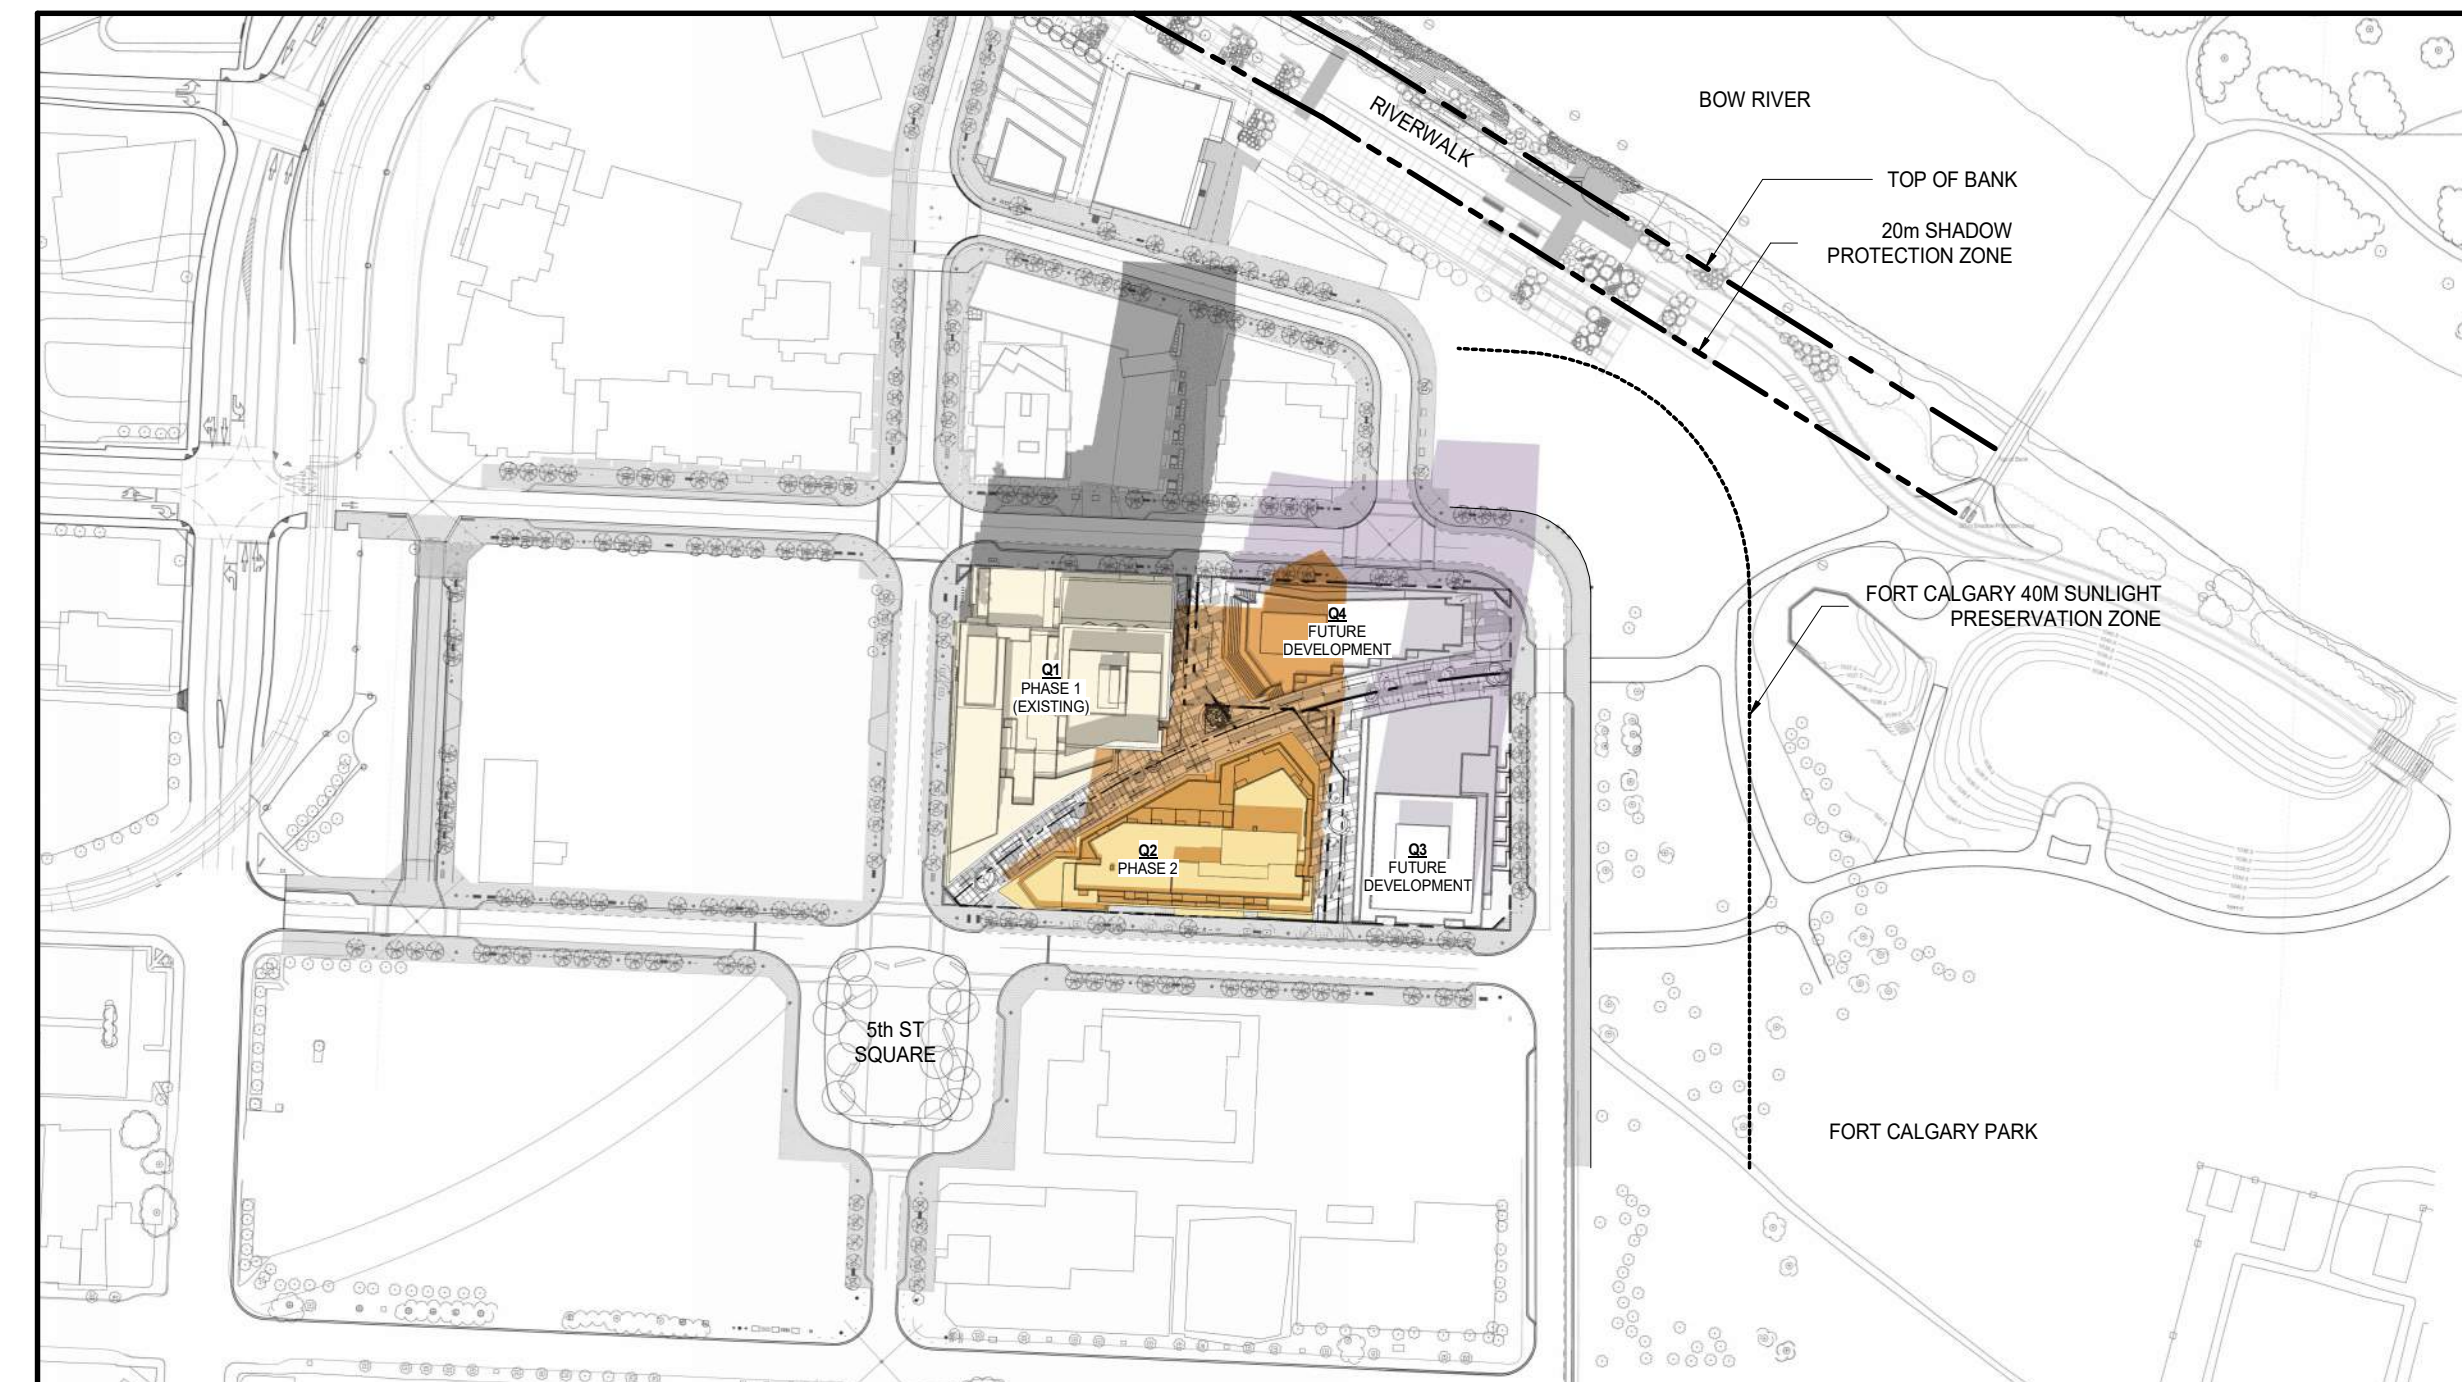 BOW RIVER
RIVERWALK
TOP OF BANK
20m SHADOW
PROTECTION ZONE
FORT CALGARY 40M SUNLIGHT
PRESERVATION ZONE
Q4
FUTURE
DEVELOPMENT
Q1
PHASE 1
(EXISTING)
Q2
PHASE 2
Q3
FUTURE
DEVELOPMENT
5th ST
SQUARE
FORT CALGARY PARK